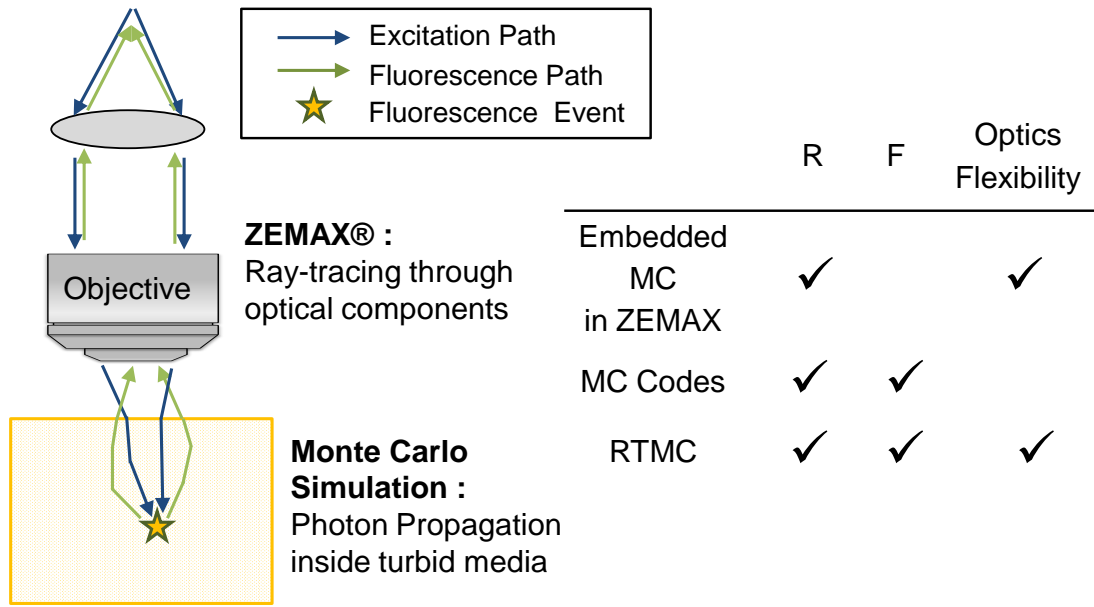 Excitation Path
Fluorescence Path
Fluorescence Event
Objective
ZEMAX® :
Ray-tracing through
optical components
Monte Carlo
Simulation :
Photon Propagation
inside turbid media
R F Optics
Flexibility
Embedded
MC ✓ ✓
in ZEMAX
MC Codes ✓ ✓
RTMC ✓ ✓ ✓